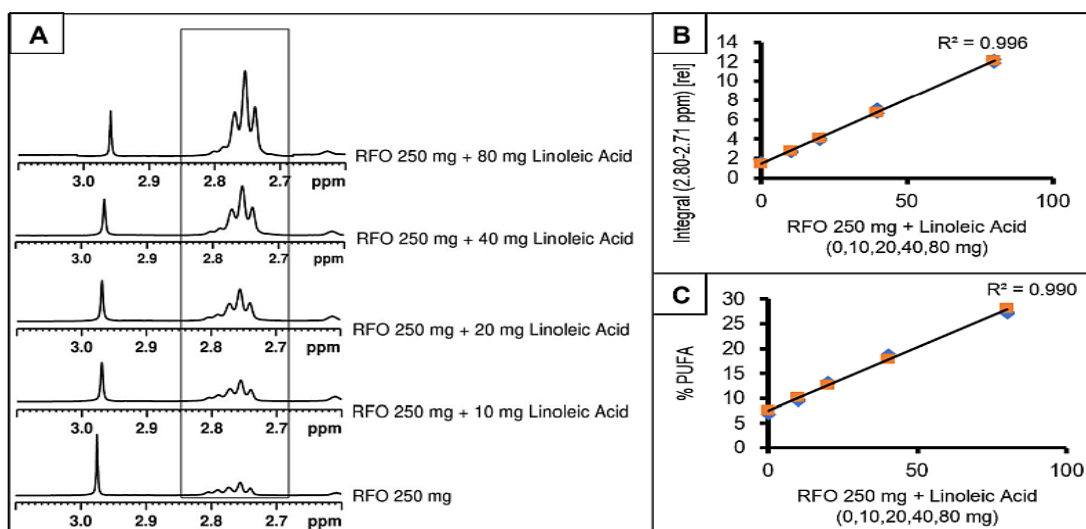 A
3.0 2.9 2.8 2.7 ppm
RFO 250 mg + 80 mg Linoleic Acid
3.0 2.9 2.8 2.7 ppm
RFO 250 mg + 40 mg Linoleic Acid
3.0 2.9 2.8 2.7 ppm
RFO 250 mg + 20 mg Linoleic Acid
3.0 2.9 2.8 2.7 ppm
RFO 250 mg + 10 mg Linoleic Acid
3.0 2.9 2.8 2.7 ppm
RFO 250 mg
B
R² = 0.996
Integral (2.80-2.71 ppm) [rel]
14
12
10
8
6
4
2
0
0 50 100
RFO 250 mg + Linoleic Acid
(0,10,20,40,80 mg)
C
R² = 0.990
% PUFA
30
25
20
15
10
5
0
0 50 100
RFO 250 mg + Linoleic Acid
(0,10,20,40,80 mg)